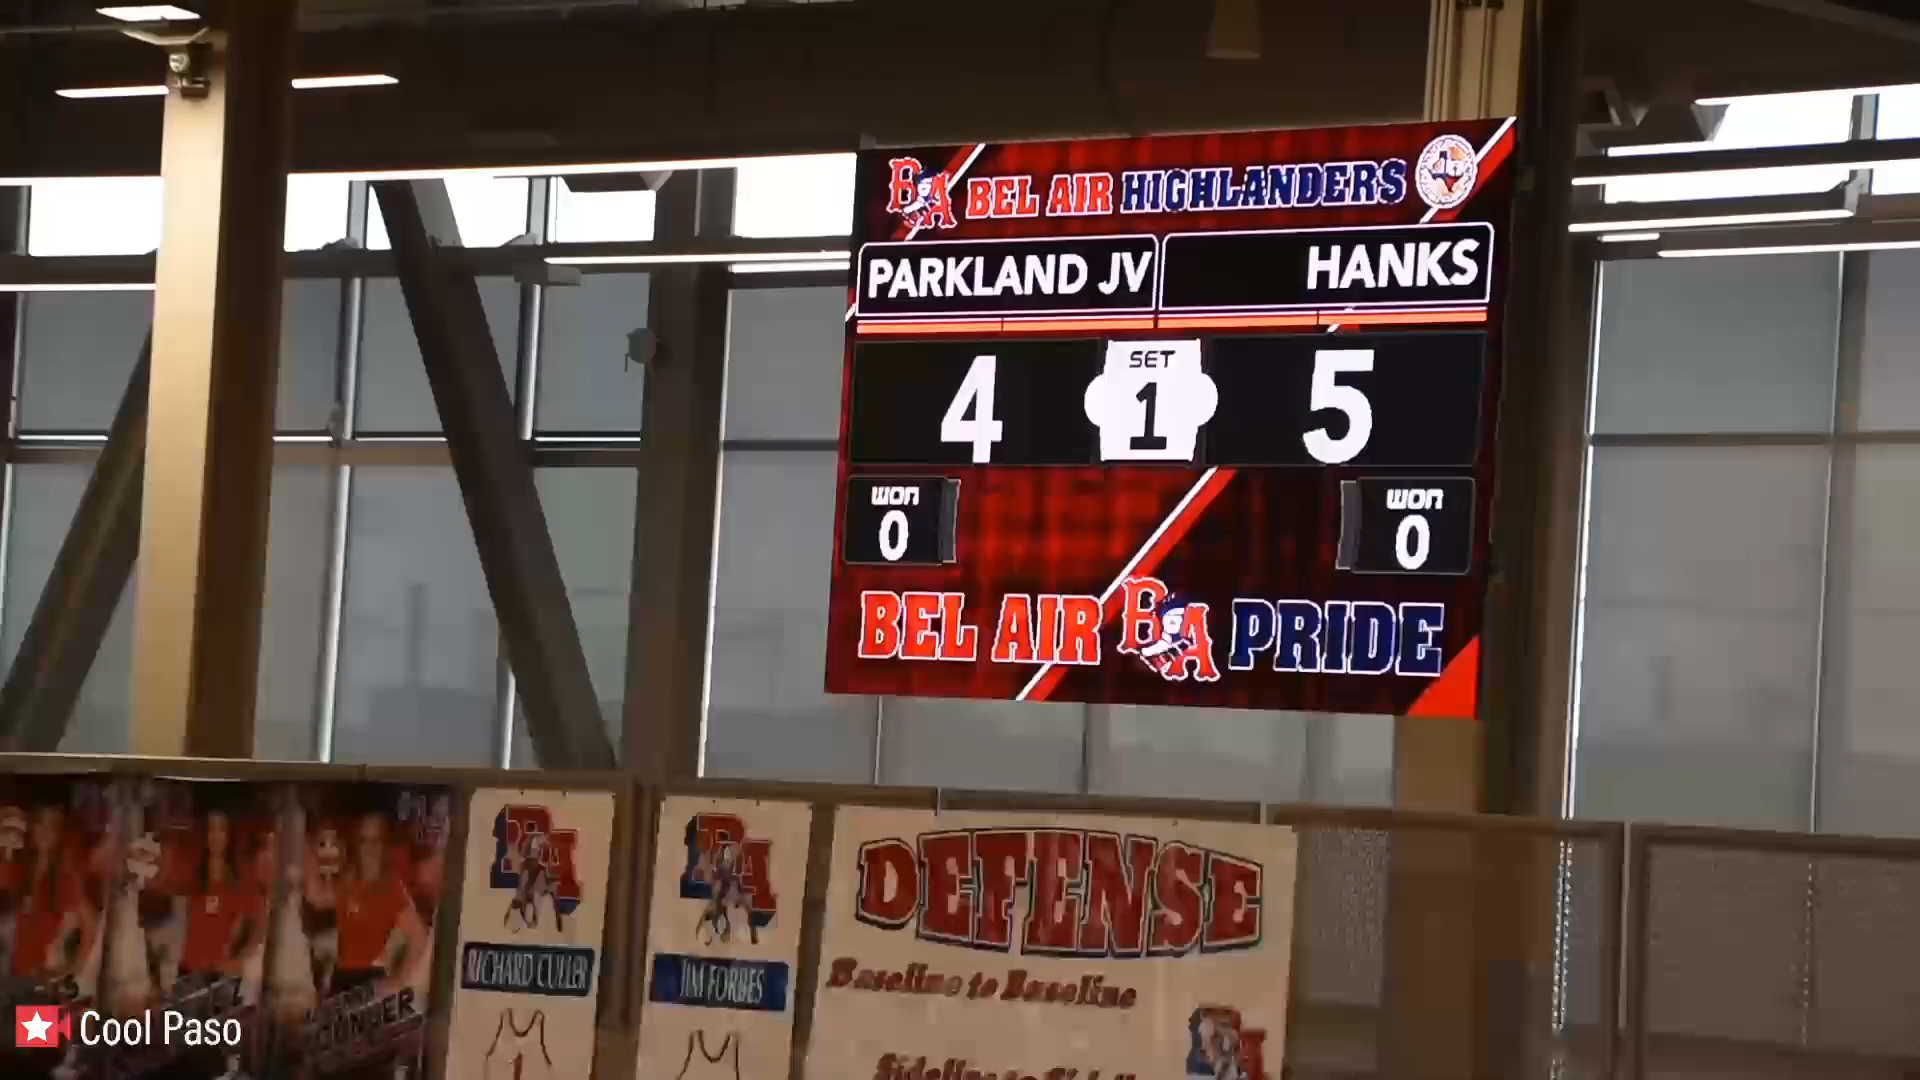 BA BEL AIR HIGHLANDERS
PARKLAND JV HANKS
4 SET 1 5
WON 0 WON 0
BEL AIR BA PRIDE
BA BA DEFENSE
RICHARD CULLER JIM FORBES Baseline to Baseline
BA
Cool Paso